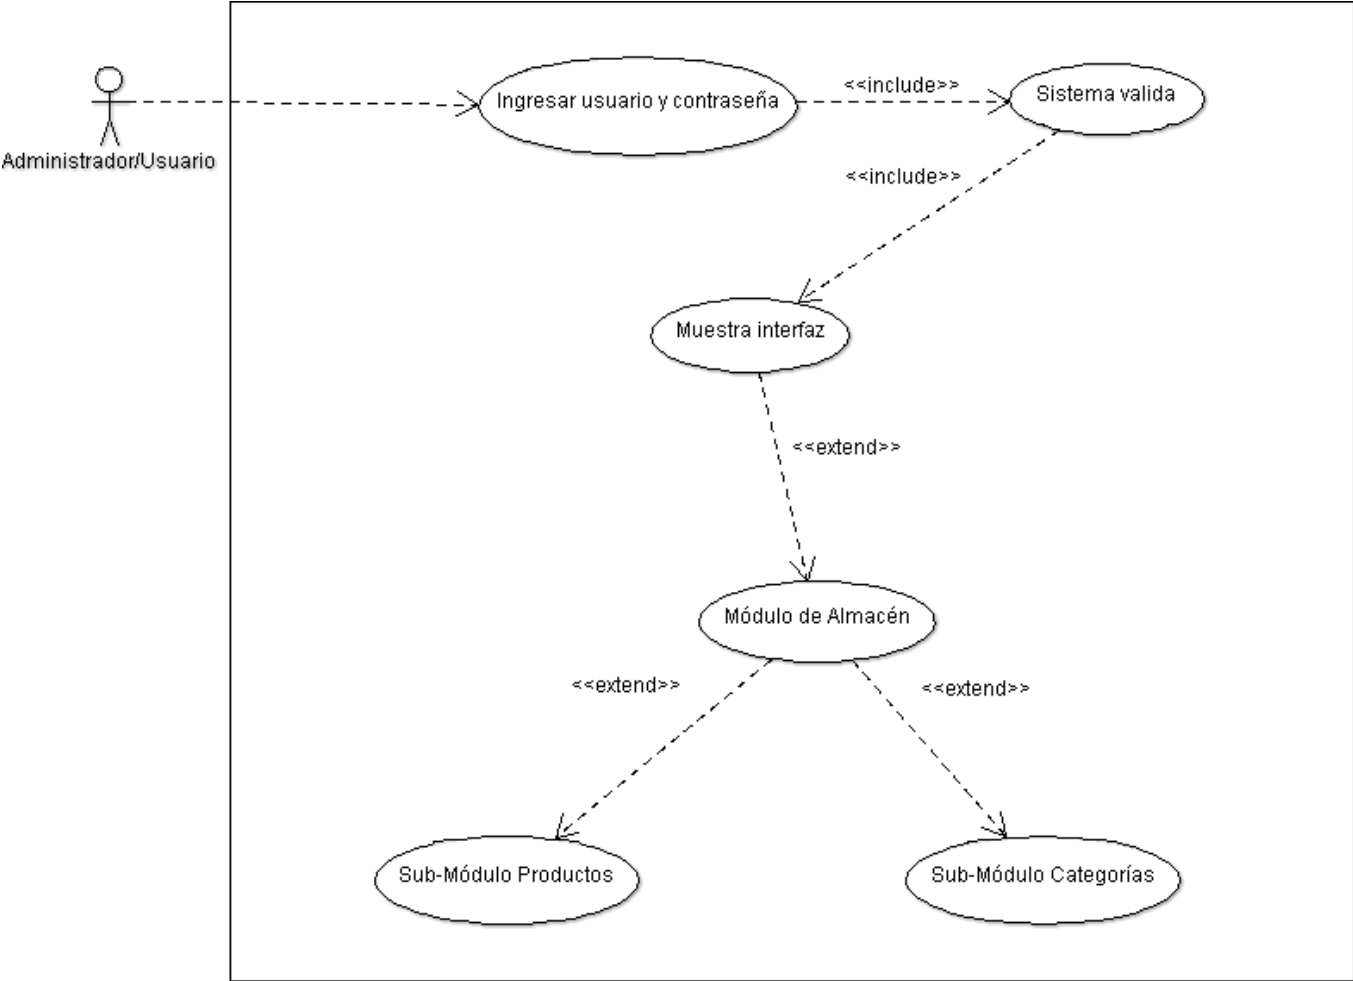 Ingresar usuario y contraseña
<<include>>
Sistema valida
Administrador/Usuario
<<include>>
Muestra interfaz
<<extend>>
Módulo de Almacén
<<extend>>
<<extend>>
Sub-Módulo Productos
Sub-Módulo Categorías